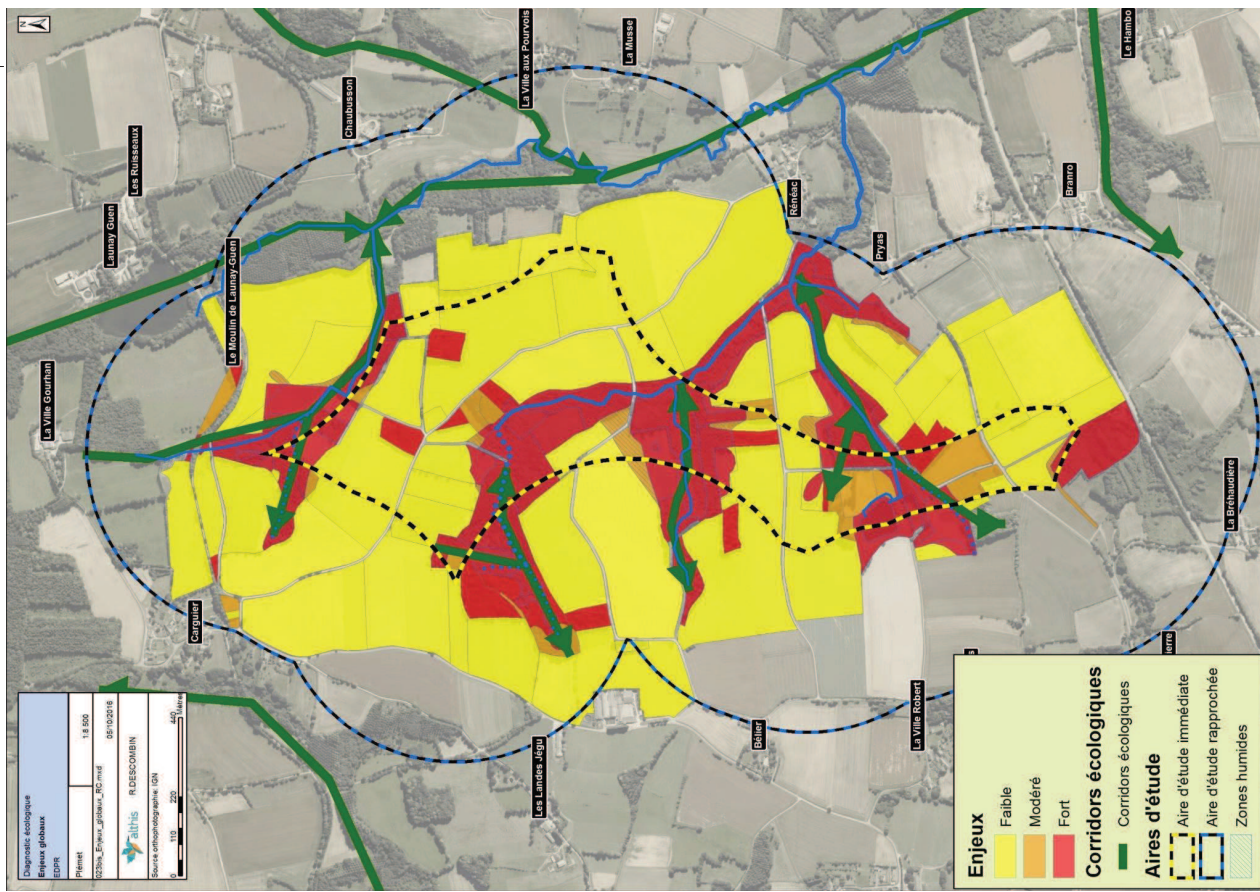 Diagnostic écologique
Enjeux globaux
EDPR
Plémet
1:8 500
023bis_Enjeux_globaux_RC.mxd
05/10/2016
althis
R.DESCOMBIN
Source orthophotographie: IGN
0 110 220 440
Mètres
N
La Ville Gourhan
Launay Guen
Les Ruisseaux
Le Moulin de Launay-Guen
Chaubusson
La Ville aux Pourvois
La Musse
Carguier
Les Landes Jégu
Bélier
La Ville Robert
Rénéac
Pryas
Branro
Le Hambo
La Bréhaudière
Enjeux
Faible
Modéré
Fort
Corridors écologiques
Corridors écologiques
Aires d'étude
Aire d'étude immédiate
Aire d'étude rapprochée
Zones humides